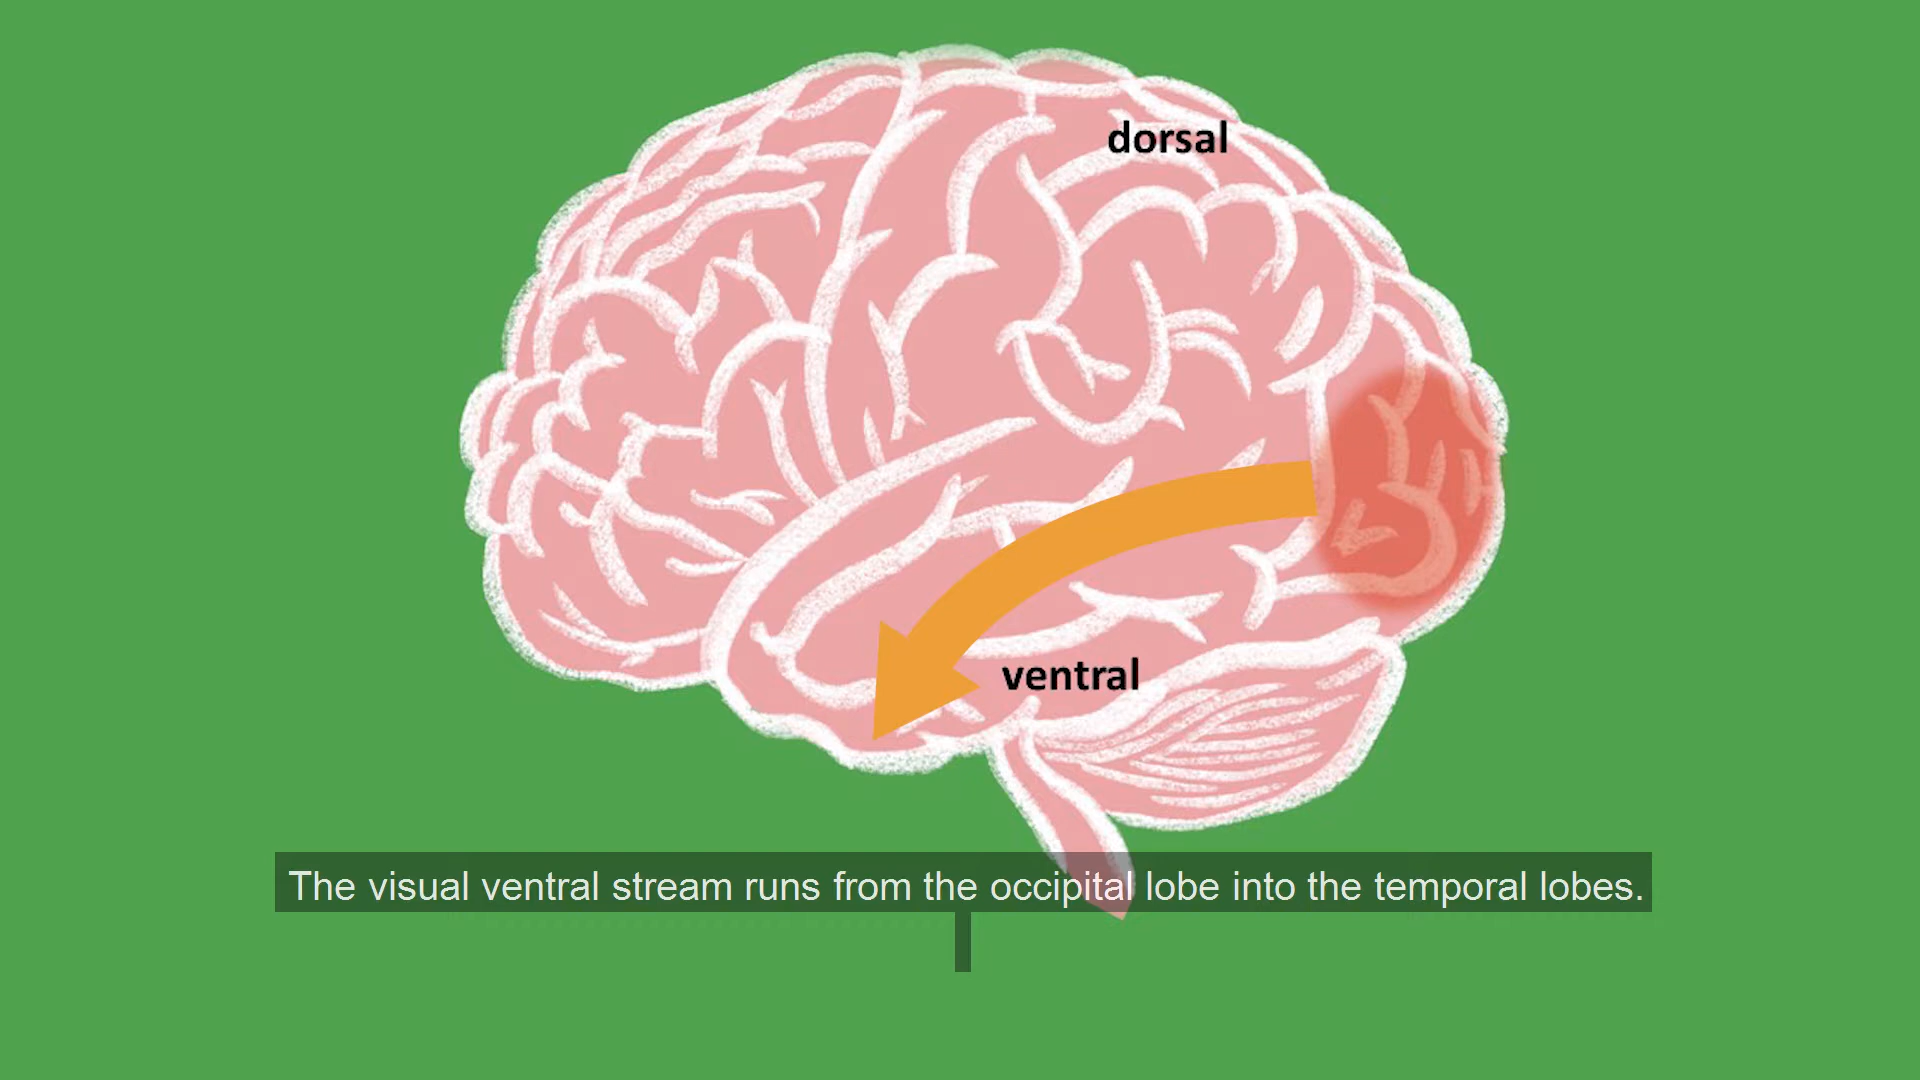 dorsal
ventral
The visual ventral stream runs from the occipital lobe into the temporal lobes.